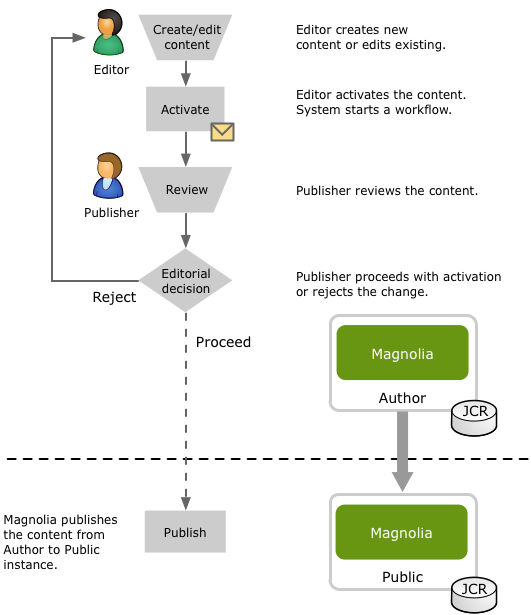 Create/edit
content
Editor creates new
content or edits existing.
Editor
Activate
Editor activates the content.
System starts a workflow.
Publisher
Review
Publisher reviews the content.
Editorial
decision
Publisher proceeds with activation
or rejects the change.
Reject
Proceed
Magnolia
Author
JCR
Magnolia publishes
the content from
Author to Public
instance.
Publish
Magnolia
Public
JCR